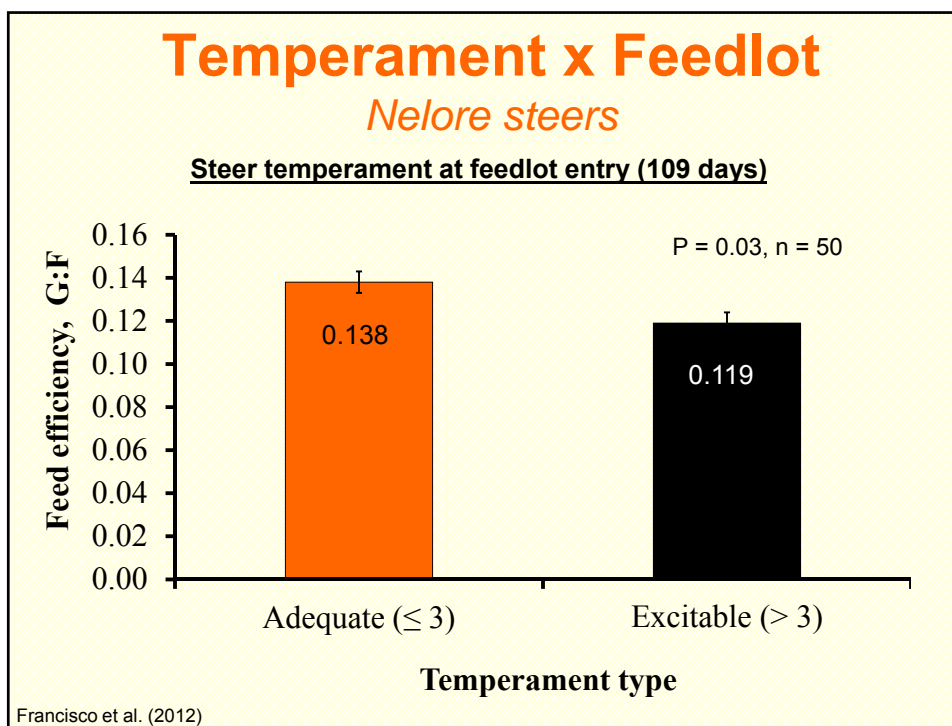 Temperament x Feedlot
Nelore steers
Steer temperament at feedlot entry (109 days)
P = 0.03, n = 50
Feed efficiency, G:F
0.16
0.14
0.12
0.10
0.08
0.06
0.04
0.02
0.00
0.138
0.119
Adequate (≤ 3)
Excitable (> 3)
Temperament type
Francisco et al. (2012)